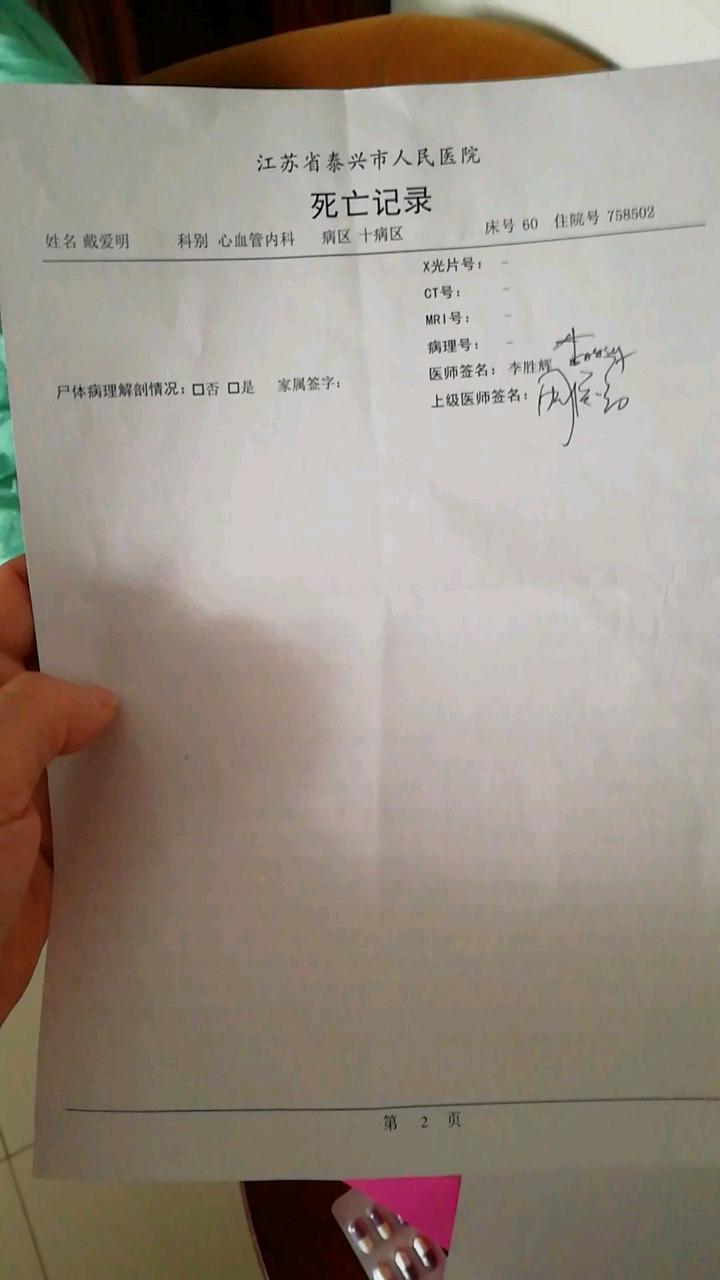 江苏省泰兴市人民医院
死亡记录
姓名 戴爱明 科别 心血管内科 病区 十病区 床号 60 住院号 758502
X光片号： -
CT号： -
MRI号： -
病理号： -
医师签名： 李胜辉
尸体病理解剖情况：□否 □是 家属签字：
上级医师签名：
第 2 页